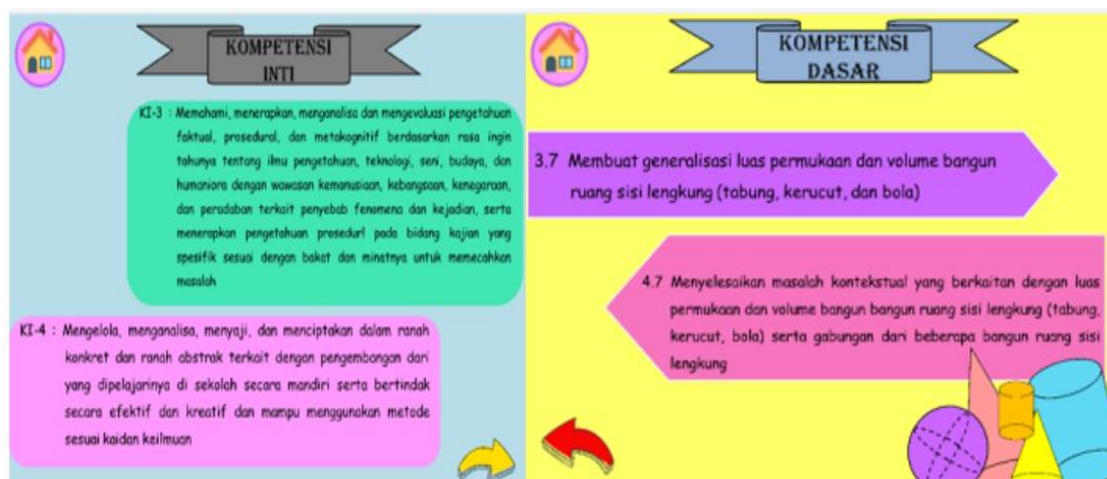 KOMPETENSI
INTI
KI-3 : Memahami, menerapkan, menganalisa dan mengevaluasi pengetahuan
faktual, prosedural, dan metakognitif berdasarkan rasa ingin
tahunya tentang ilmu pengetahuan, teknologi, seni, budaya, dan
humaniora dengan wawasan kemanusiaan, kebangsaan, kenegaraan,
dan peradaban terkait penyebab fenomena dan kejadian, serta
menerapkan pengetahuan prosedurl pada bidang kajian yang
spesifik sesuai dengan bakat dan minatnya untuk memecahkan
masalah
KI-4 : Mengelola, menganalisa, menyaji, dan menciptakan dalam ranah
konkret dan ranah abstrak terkait dengan pengembangan dari
yang dipelajarinya di sekolah secara mandiri serta bertindak
secara efektif dan kreatif dan mampu menggunakan metode
sesuai kaidan keilmuan
KOMPETENSI
DASAR
3.7 Membuat generalisasi luas permukaan dan volume bangun
ruang sisi lengkung (tabung, kerucut, dan bola)
4.7 Menyelesaikan masalah kontekstual yang berkaitan dengan luas
permukaan dan volume bangun bangun ruang sisi lengkung (tabung,
kerucut, bola) serta gabungan dari beberapa bangun ruang sisi
lengkung